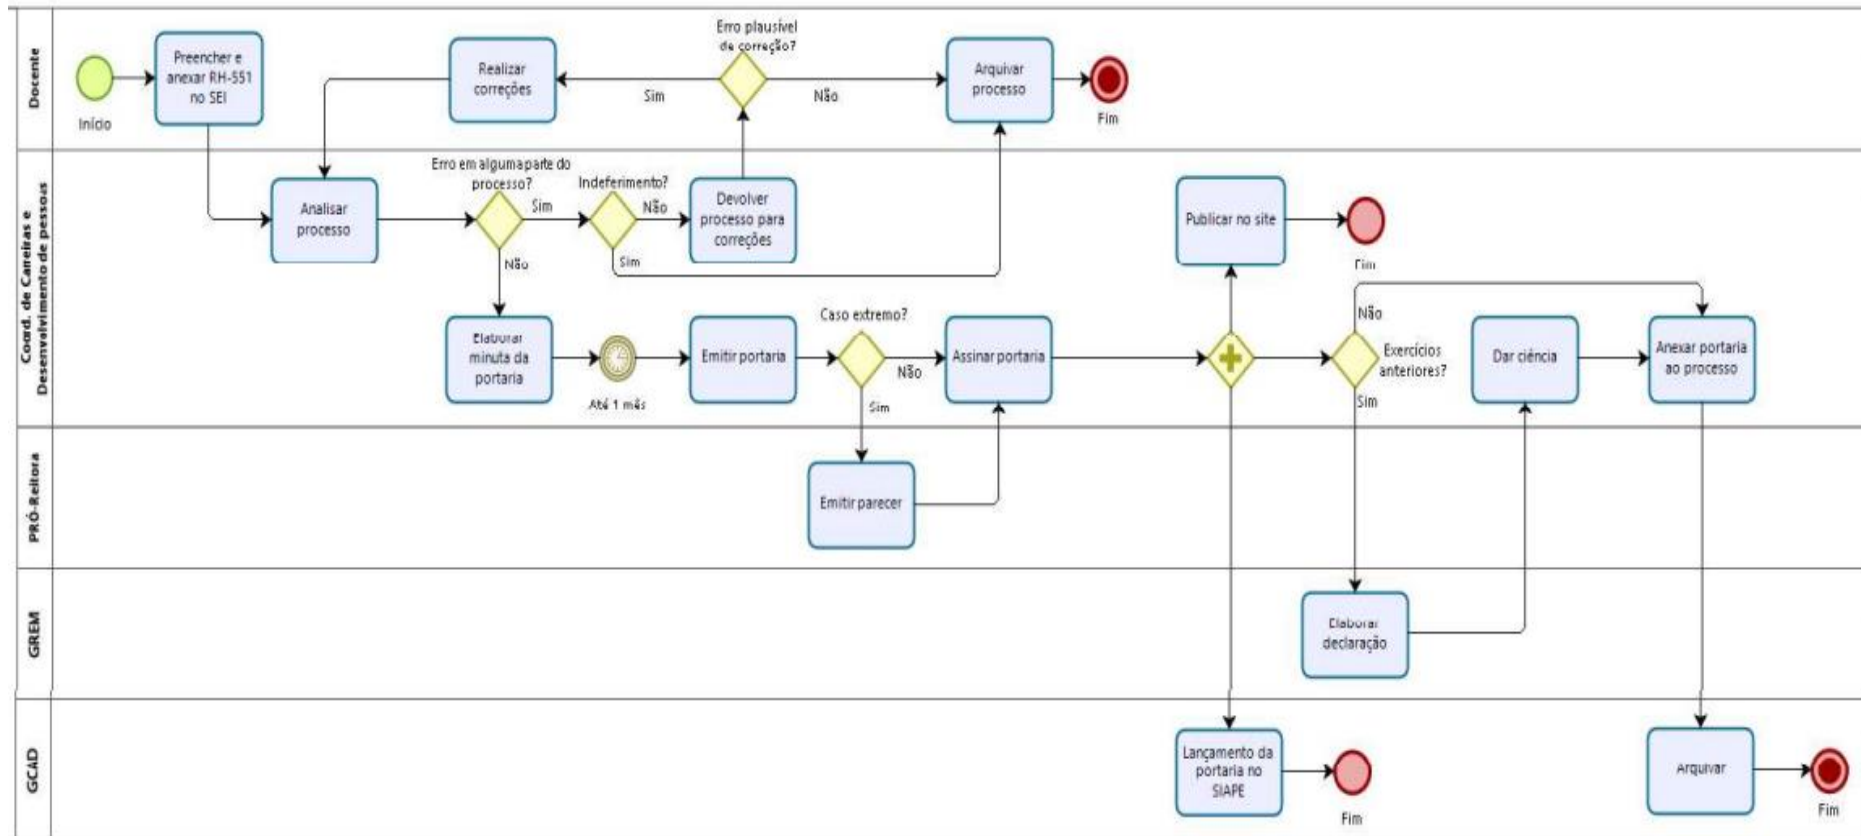 Docente
Início
Preencher e
anexar RH-551
no SEI
Realizar
correções
Sim
Erro plausível
de correção?
Não
Arquivar
processo
Fim
Coord. de Carreiras e
Desenvolvimento de pessoas
Analisar
processo
Erro em alguma parte do
processo?
Sim
Não
Indeferimento?
Não
Sim
Devolver
processo para
correções
Publicar no site
Fim
Elaborar
minuta da
portaria
Até 1 mês
Emitir portaria
Caso extremo?
Não
Sim
Assinar portaria
Não
Exercícios
anteriores?
Sim
Dar ciência
Anexar portaria
ao processo
PRÓ-Reitora
Emitir parecer
GREM
Elaborar
declaração
GCAD
Lançamento da
portaria no
SIAPE
Fim
Arquivar
Fim